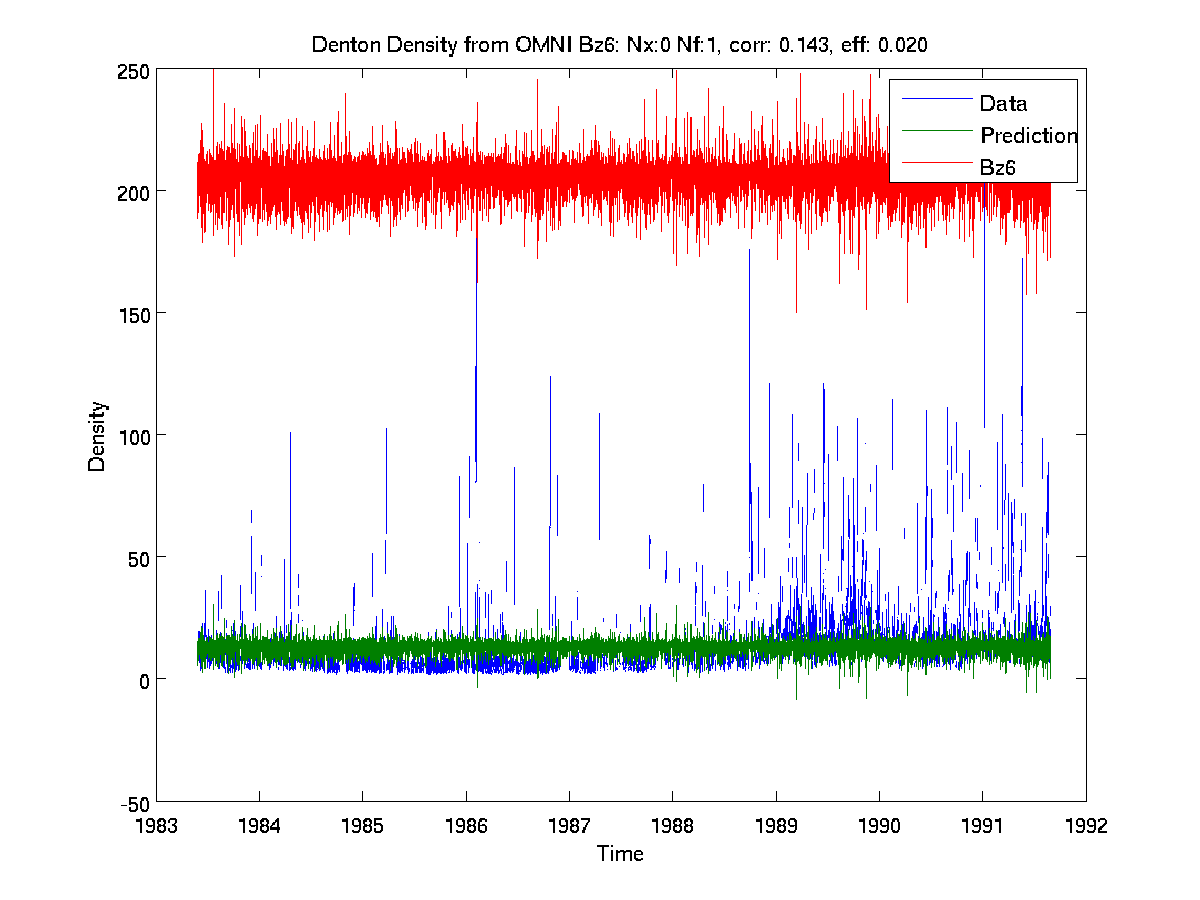 Denton Density from OMNI Bz6: Nx:0 Nf:1, corr: 0.143, eff: 0.020
250
200
150
100
50
0
-50
Density
Data
Prediction
Bz6
1983 1984 1985 1986 1987 1988 1989 1990 1991 1992
Time